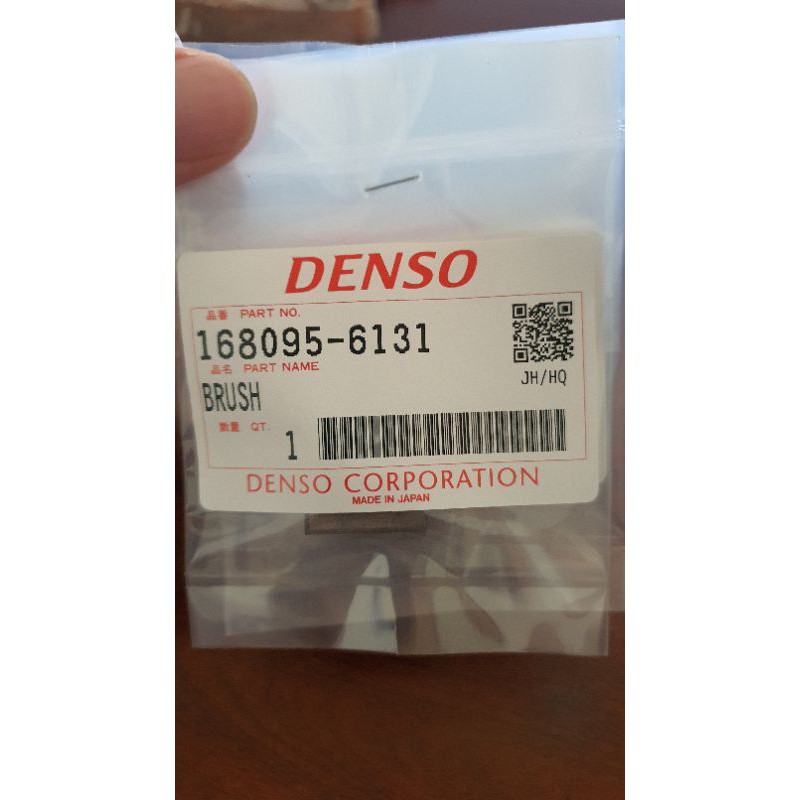 DENSO
品番 PART NO.
168095-6131
品名 PART NAME
BRUSH
JH/HQ
数量 QT.
1
DENSO CORPORATION
MADE IN JAPAN